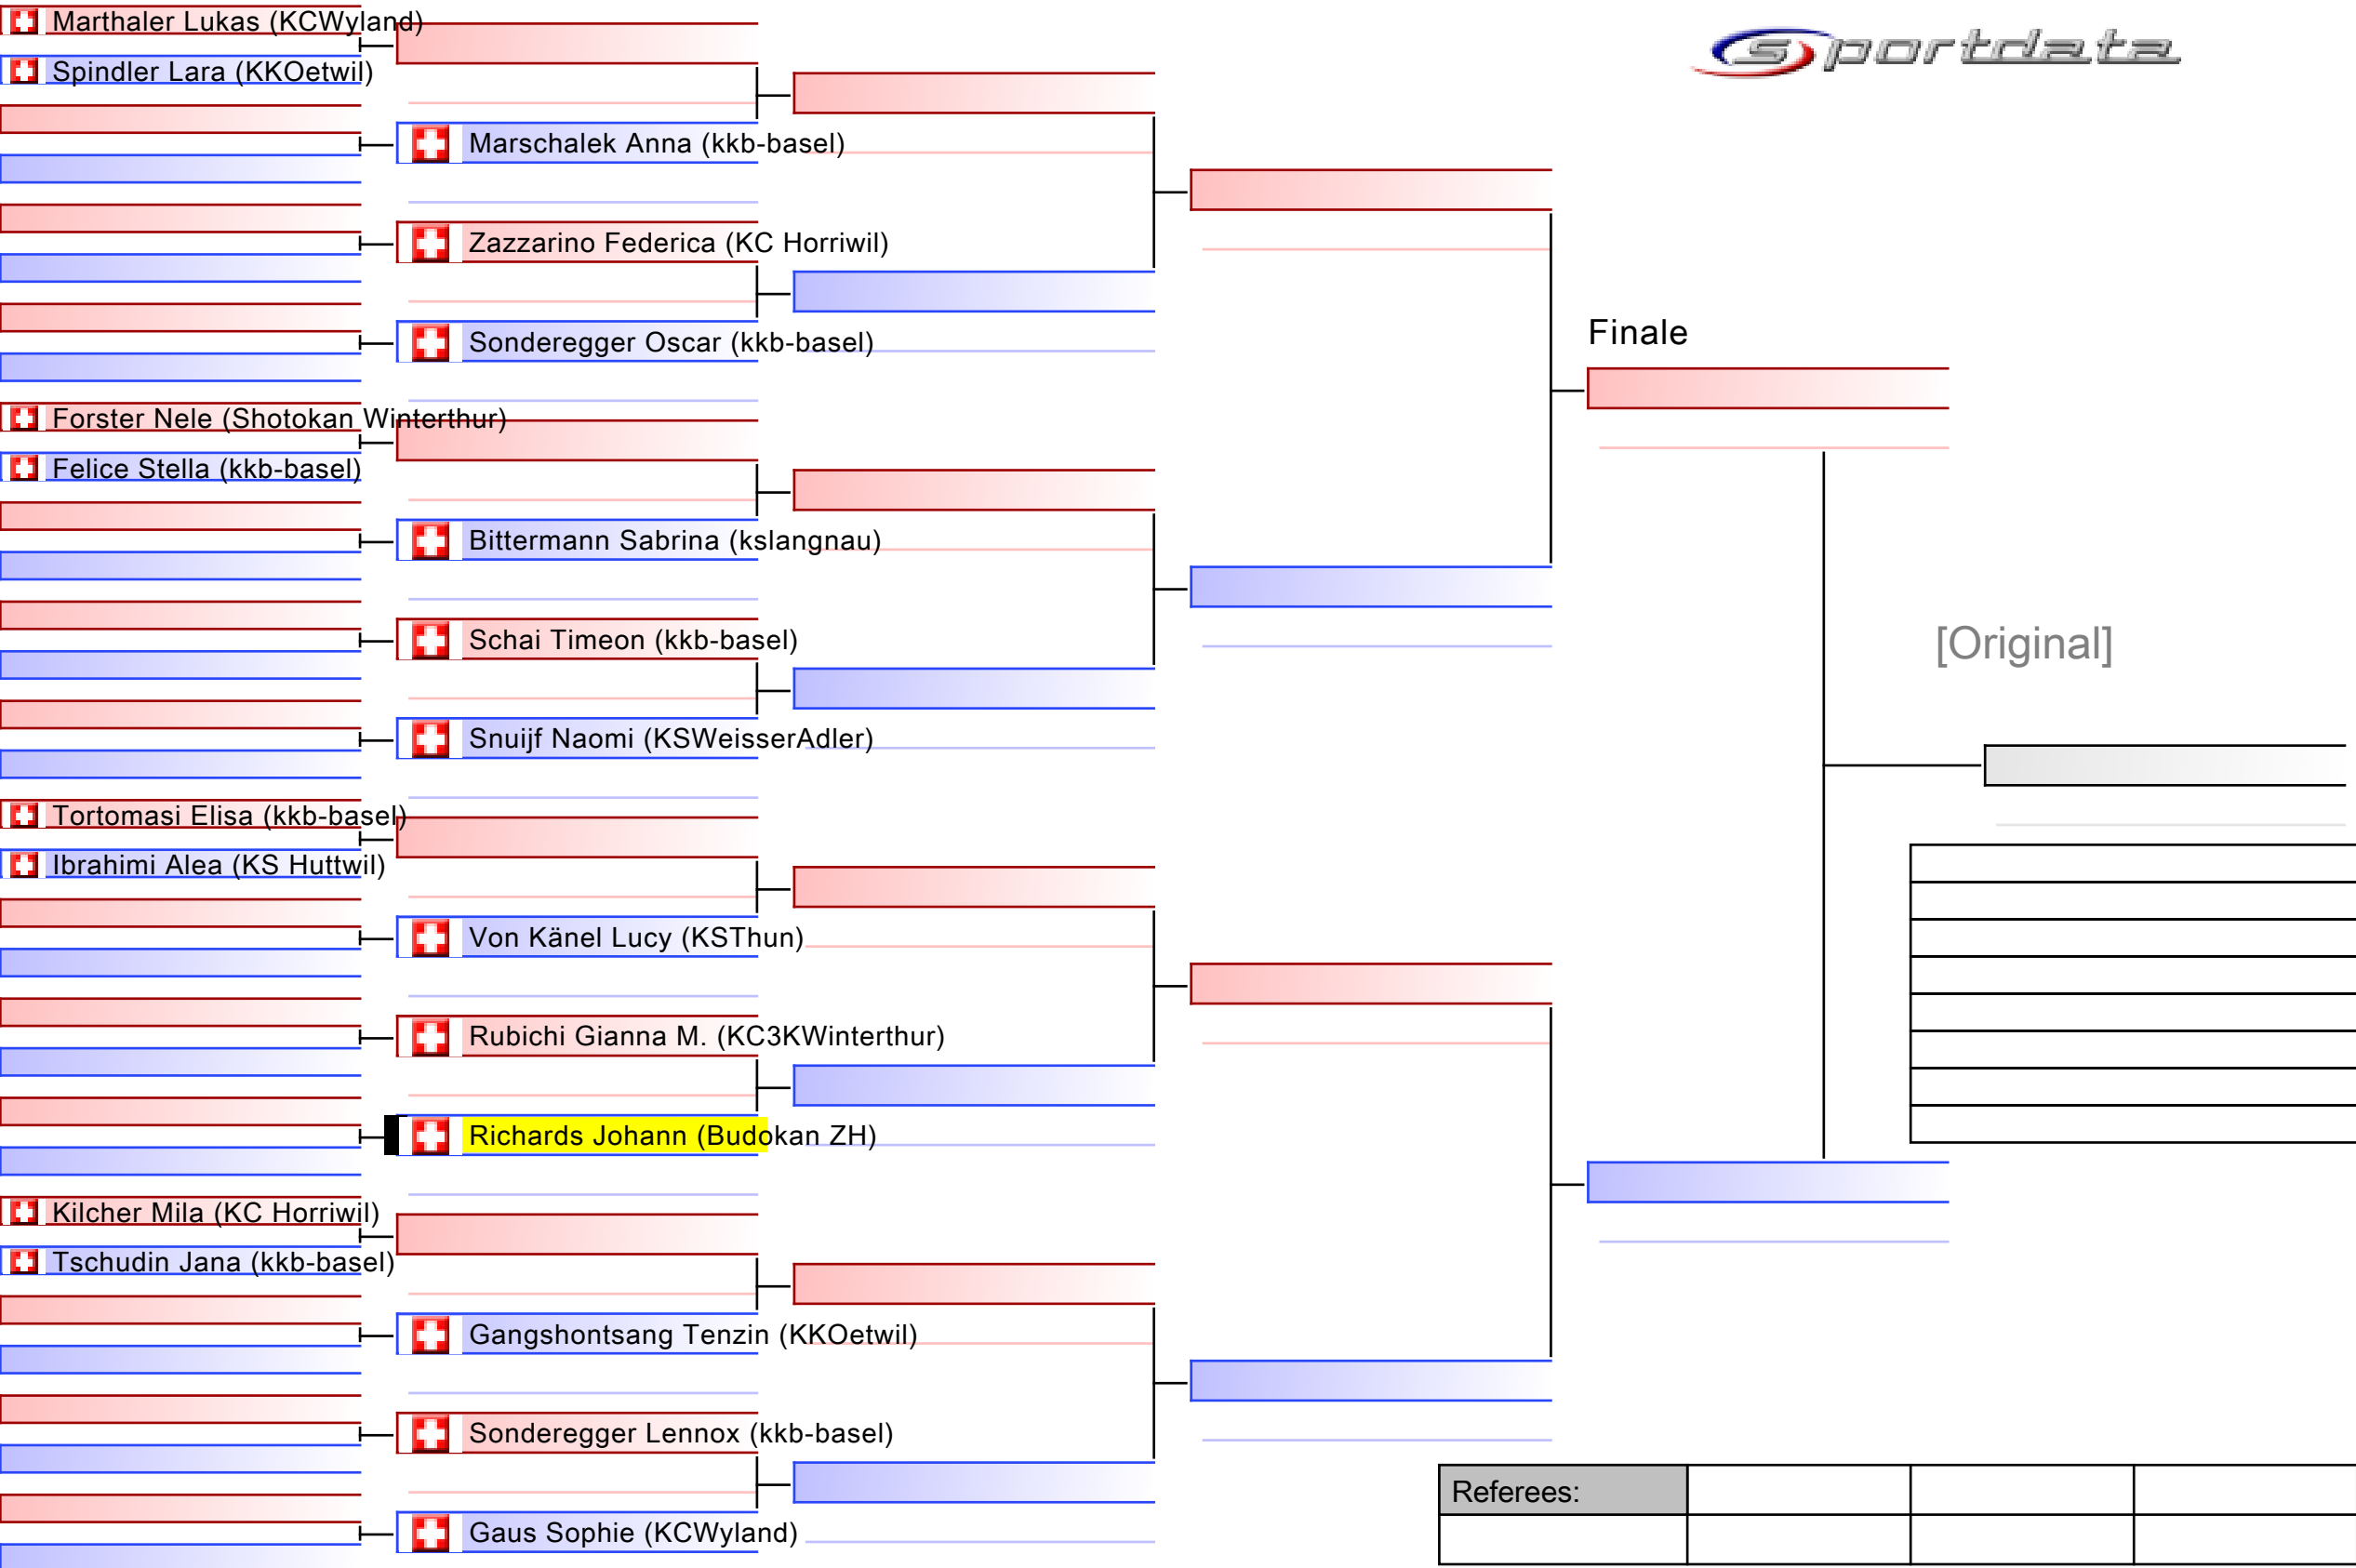 Marthaler Lukas (KCWyland)
Spindler Lara (KKOetwil)
Marschalek Anna (kkb-basel)
Zazzarino Federica (KC Horriwil)
Sonderegger Oscar (kkb-basel)
Forster Nele (Shotokan Winterthur)
Felice Stella (kkb-basel)
Bittermann Sabrina (kslangnau)
Schai Timeon (kkb-basel)
Snuijf Naomi (KSWeisserAdler)
Tortomasi Elisa (kkb-basel)
Ibrahimi Alea (KS Huttwil)
Von Känel Lucy (KSThun)
Rubichi Gianna M. (KC3KWinterthur)
Richards Johann (Budokan ZH)
Kilcher Mila (KC Horriwil)
Tschudin Jana (kkb-basel)
Gangshontsang Tenzin (KKOetwil)
Sonderegger Lennox (kkb-basel)
Gaus Sophie (KCWyland)
sportdata
Finale
[Original]
Referees: